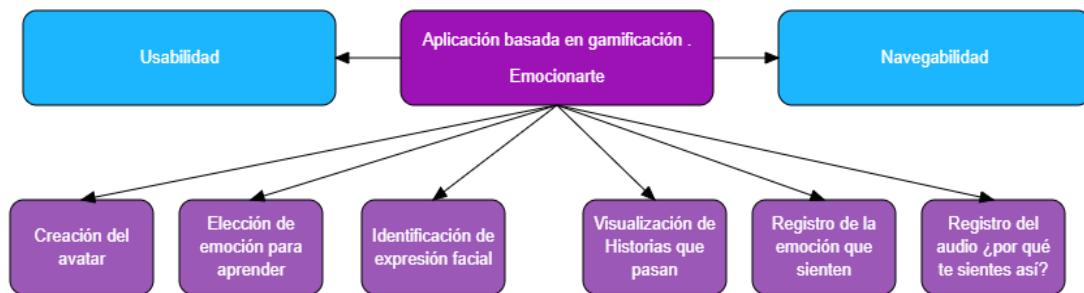 Usabilidad
Aplicación basada en gamificación .
Emocionarte
Navegabilidad
Creación del
avatar
Elección de
emoción para
aprender
Identificación de
expresión facial
Visualización de
Historias que
pasan
Registro de la
emoción que
sienten
Registro del
audio ¿por qué
te sientes así?